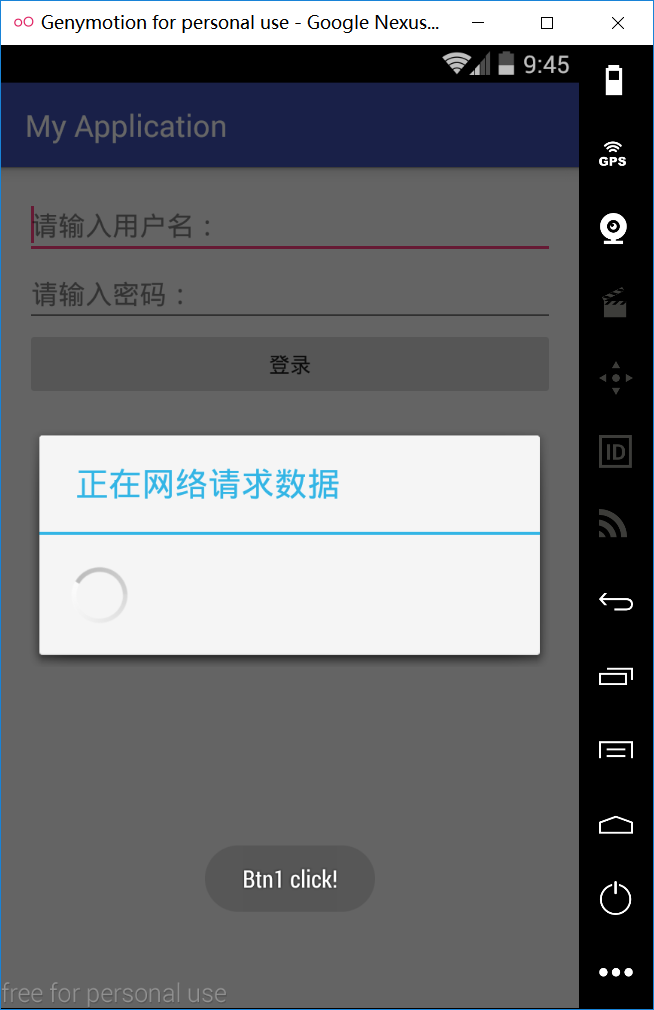 Genymotion for personal use - Google Nexus...
9:45
My Application
GPS
请输入用户名：
请输入密码：
登录
ID
正在网络请求数据
Btn1 click!
free for personal use